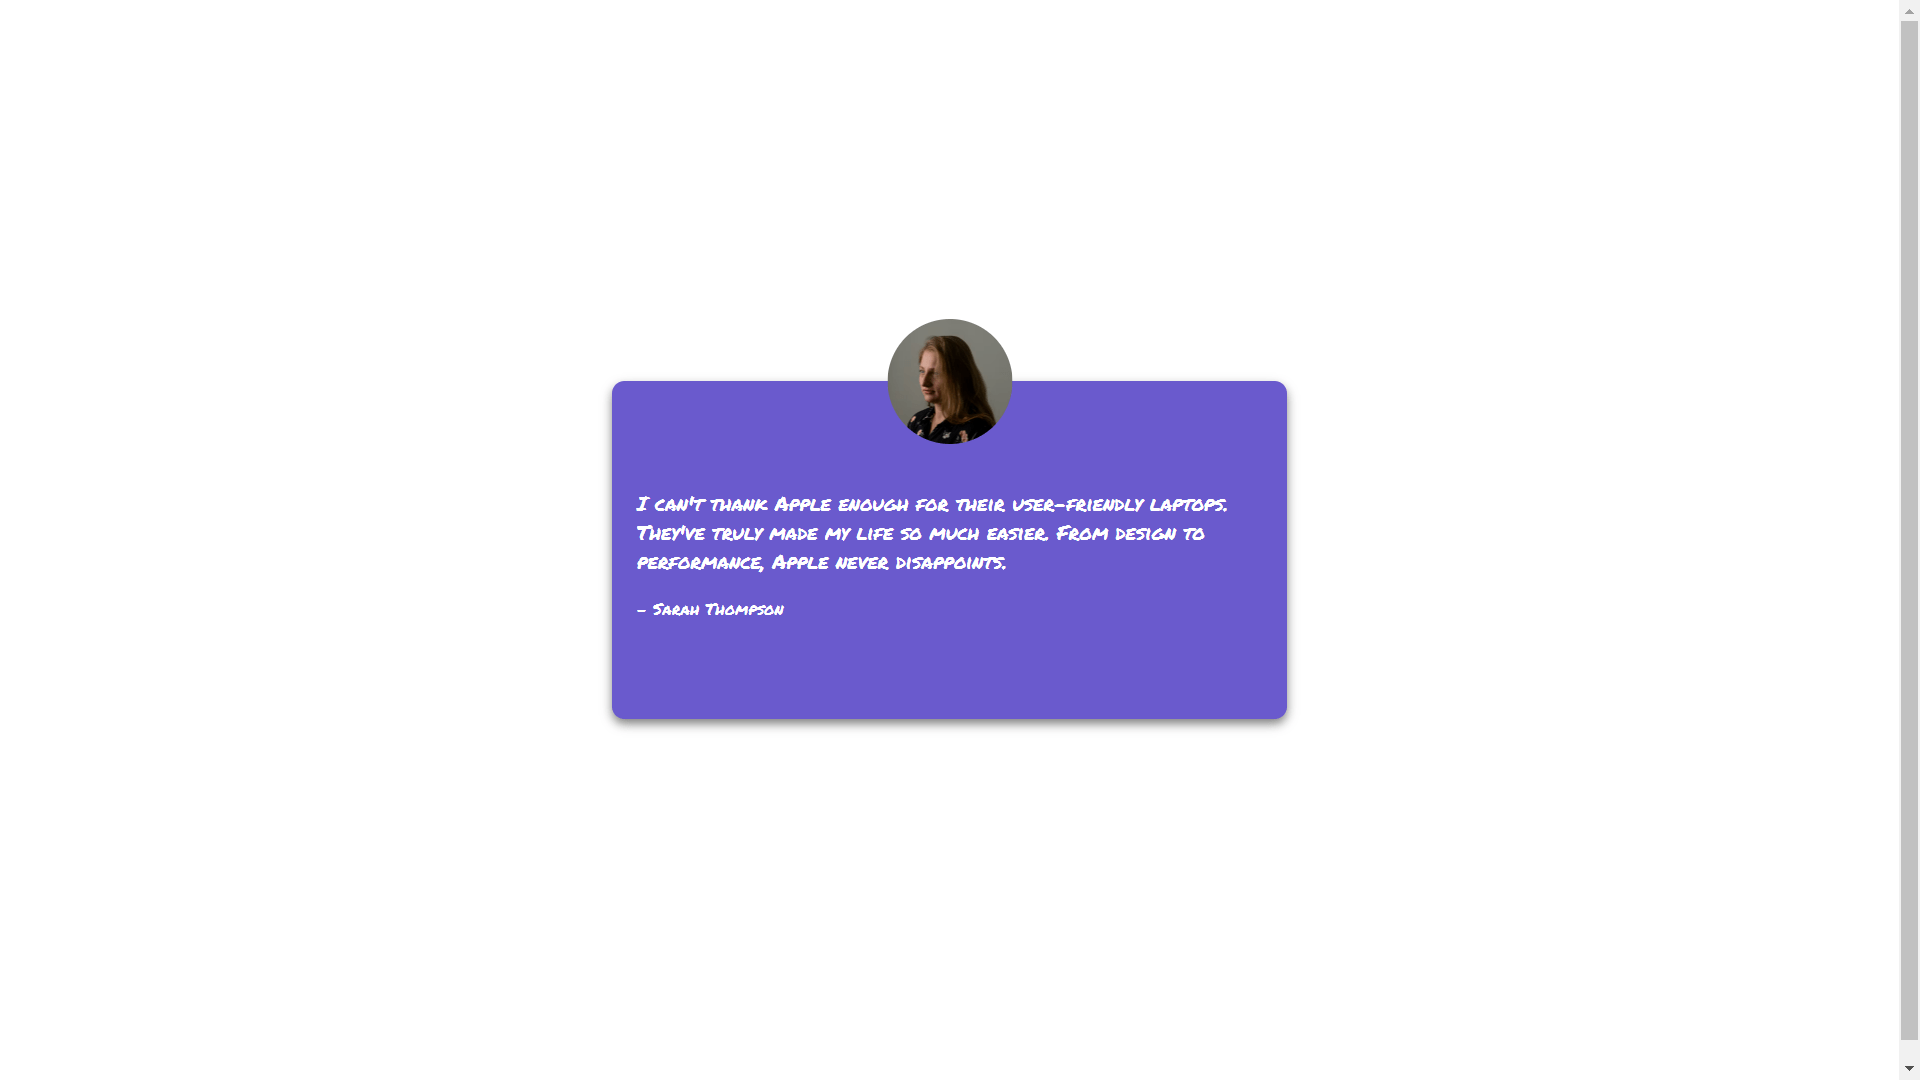 I can't thank Apple enough for their user-friendly laptops.
They've truly made my life so much easier. From design to
performance, Apple never disappoints.
- Sarah Thompson